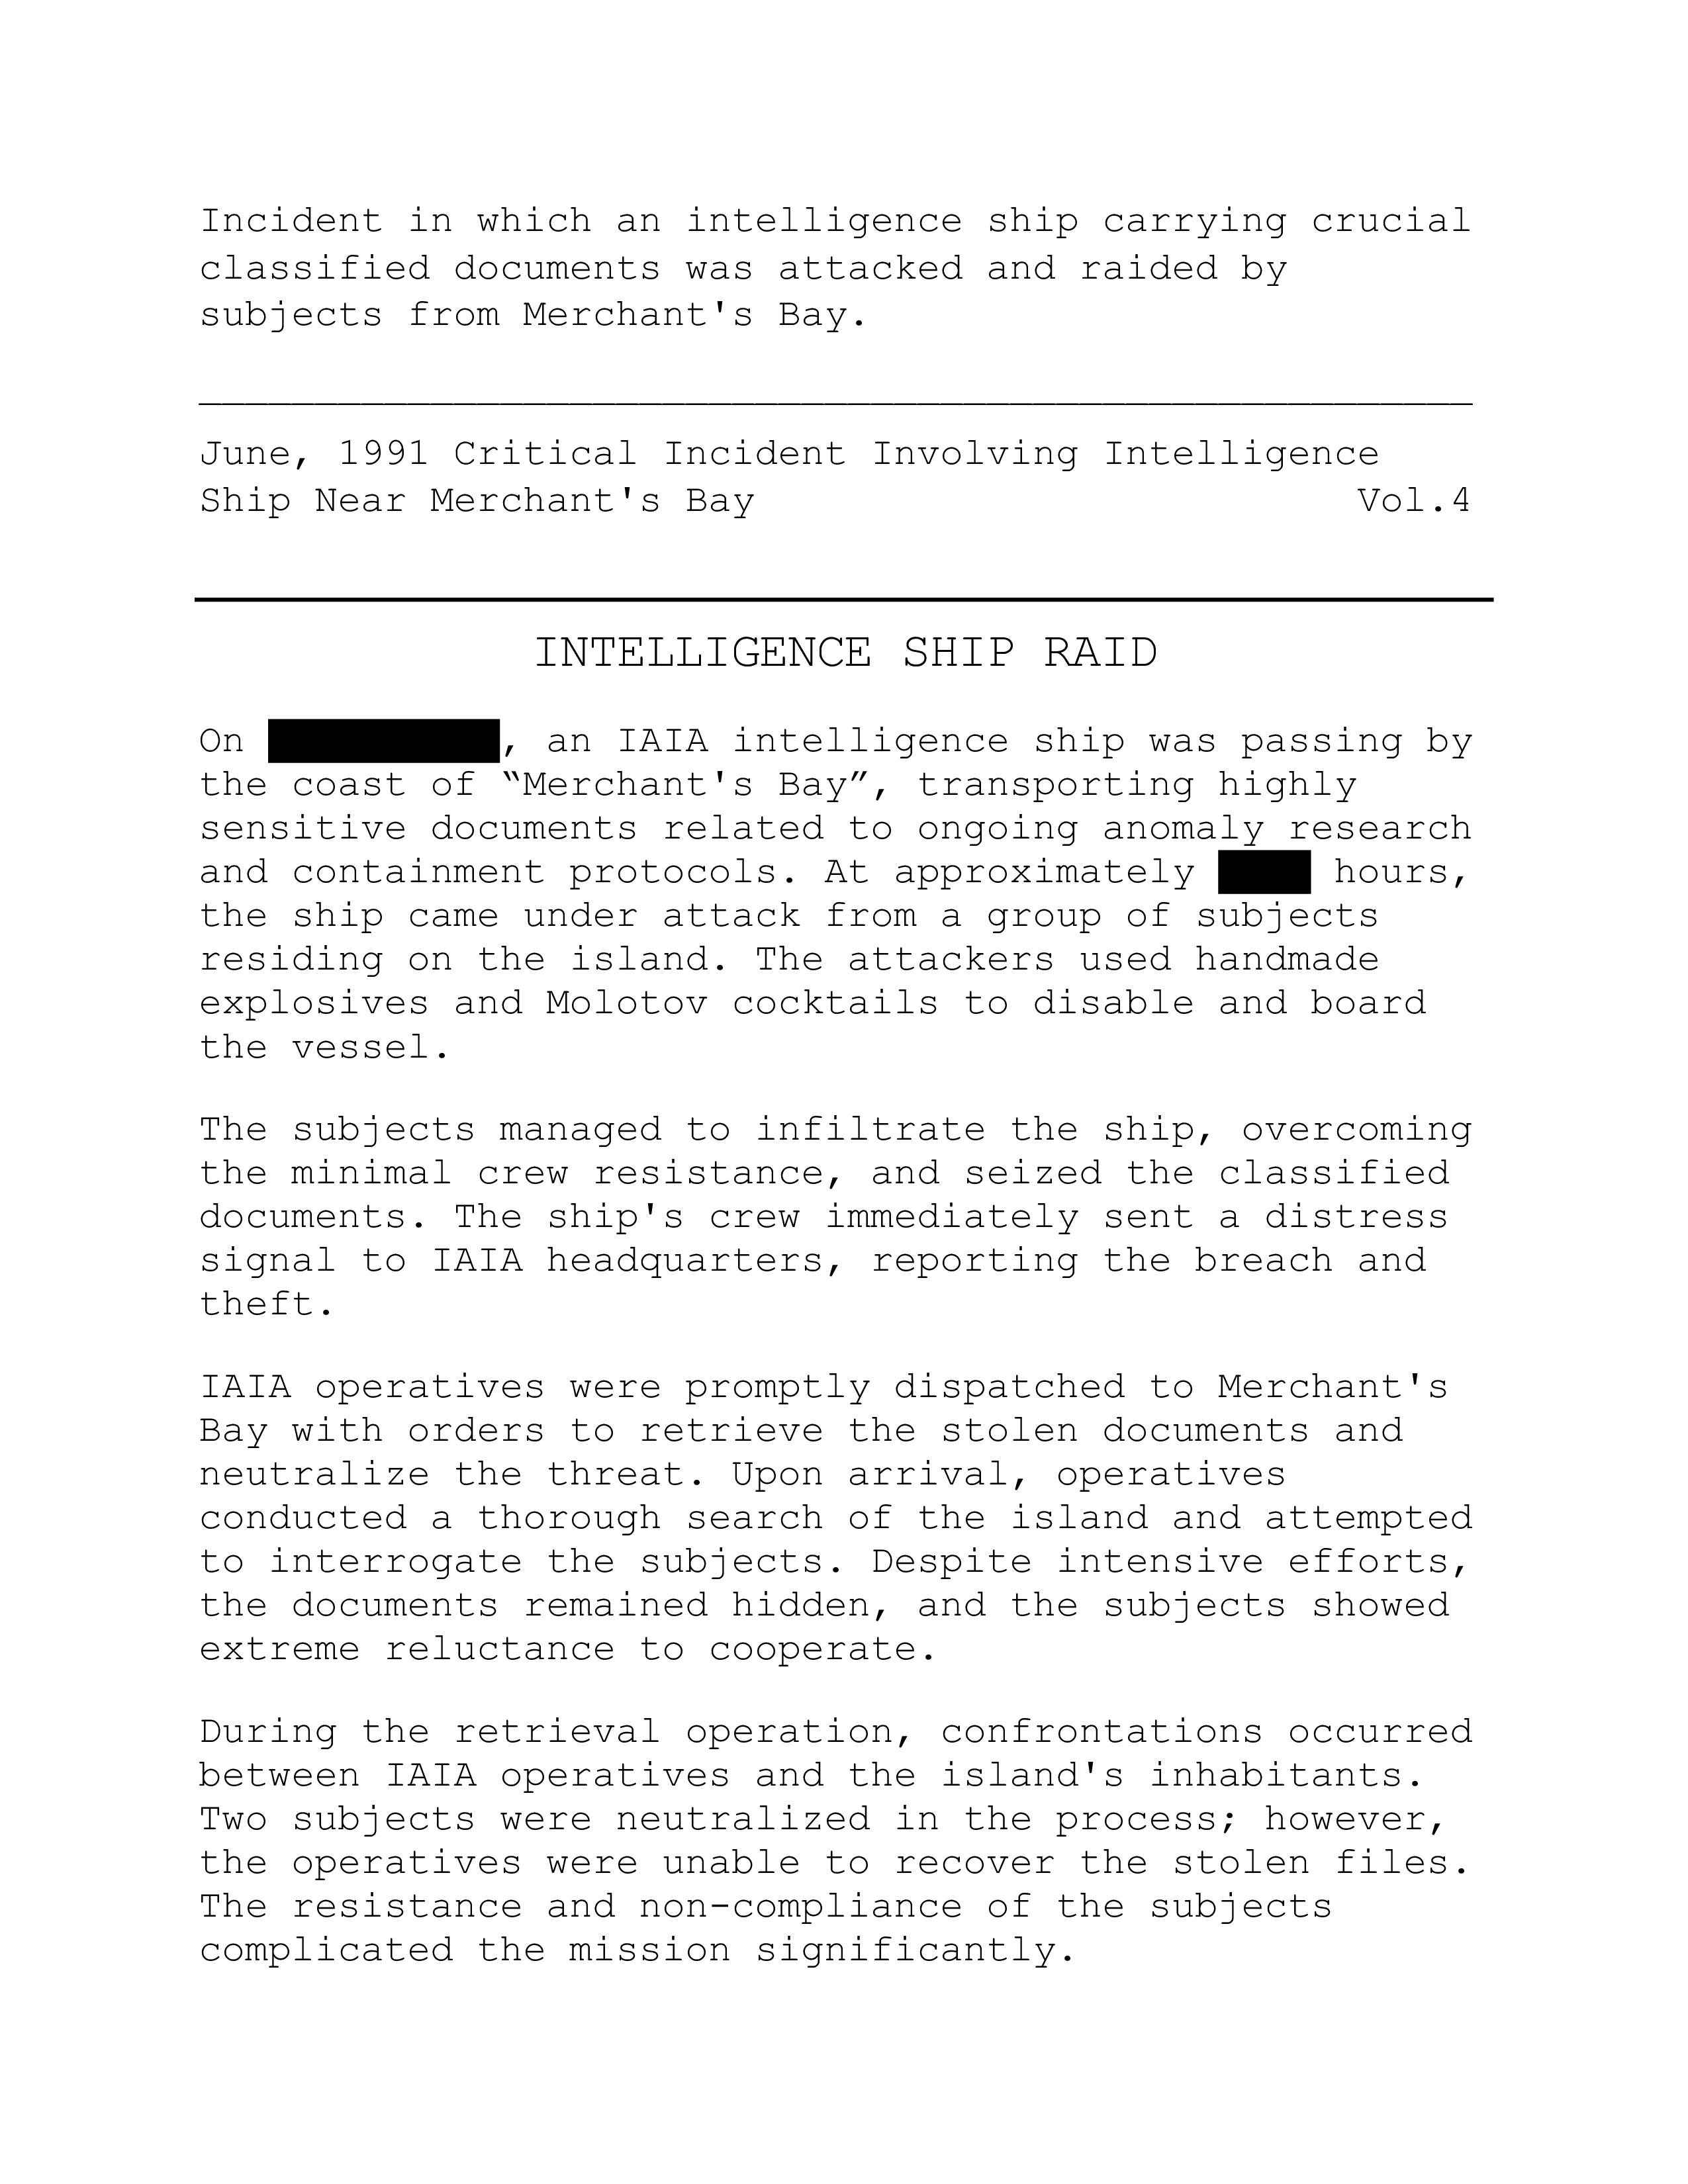 Incident in which an intelligence ship carrying crucial
classified documents was attacked and raided by
subjects from Merchant's Bay.
June, 1991 Critical Incident Involving Intelligence
Ship Near Merchant's Bay Vol.4
INTELLIGENCE SHIP RAID
On , an IAIA intelligence ship was passing by
the coast of “Merchant's Bay”, transporting highly
sensitive documents related to ongoing anomaly research
and containment protocols. At approximately hours,
the ship came under attack from a group of subjects
residing on the island. The attackers used handmade
explosives and Molotov cocktails to disable and board
the vessel.
The subjects managed to infiltrate the ship, overcoming
the minimal crew resistance, and seized the classified
documents. The ship's crew immediately sent a distress
signal to IAIA headquarters, reporting the breach and
theft.
IAIA operatives were promptly dispatched to Merchant's
Bay with orders to retrieve the stolen documents and
neutralize the threat. Upon arrival, operatives
conducted a thorough search of the island and attempted
to interrogate the subjects. Despite intensive efforts,
the documents remained hidden, and the subjects showed
extreme reluctance to cooperate.
During the retrieval operation, confrontations occurred
between IAIA operatives and the island's inhabitants.
Two subjects were neutralized in the process; however,
the operatives were unable to recover the stolen files.
The resistance and non-compliance of the subjects
complicated the mission significantly.